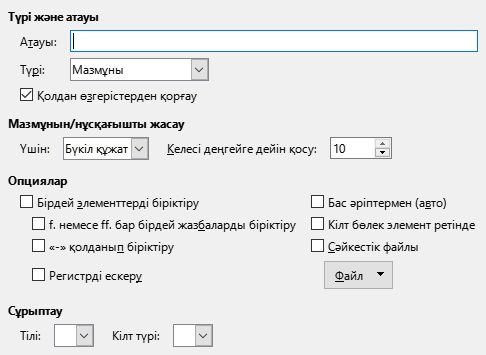 Түрі және атауы
Атауы:
Түрі: Мазмұны
Қолдан өзгерістерден қорғау
Мазмұнын/нұсқағышты жасау
Үшін: Бүкіл құжат Келесі деңгейге дейін қосу: 10
Опциялар
Бірдей элементтерді біріктіру Бас әріптермен (авто)
f. немесе ff. бар бірдей жазбаларды біріктіру Кілт бөлек элемент ретінде
«-» қолданып біріктіру Сәйкестік файлы
Регистрді ескеру Файл
Сұрыптау
Тілі: Кілт түрі: